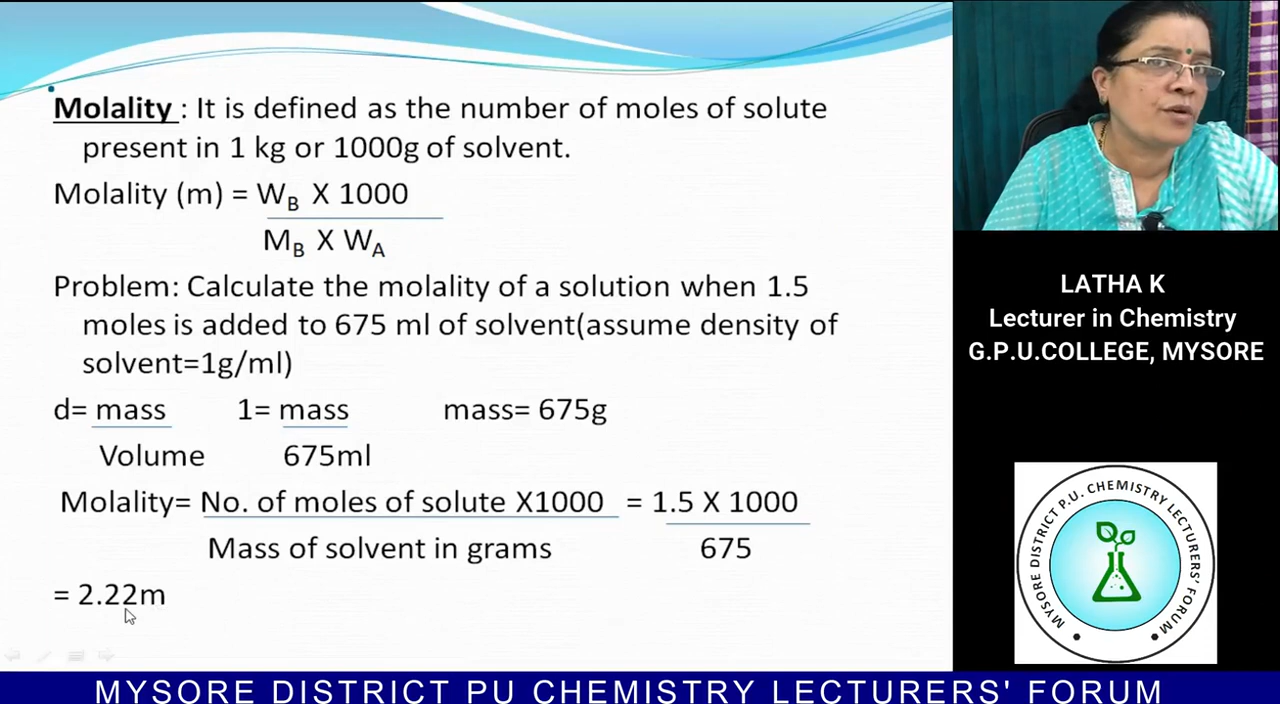 Molality : It is defined as the number of moles of solute
present in 1 kg or 1000g of solvent.
Molality (m) = WB X 1000
MB X WA
Problem: Calculate the molality of a solution when 1.5
moles is added to 675 ml of solvent(assume density of
solvent=1g/ml)
d= mass 1= mass mass= 675g
Volume 675ml
Molality= No. of moles of solute X1000 = 1.5 X 1000
Mass of solvent in grams 675
= 2.22m
LATHA K
Lecturer in Chemistry
G.P.U.COLLEGE, MYSORE
MYSORE DISTRICT P.U. CHEMISTRY LECTURERS' FORUM
MYSORE DISTRICT PU CHEMISTRY LECTURERS' FORUM